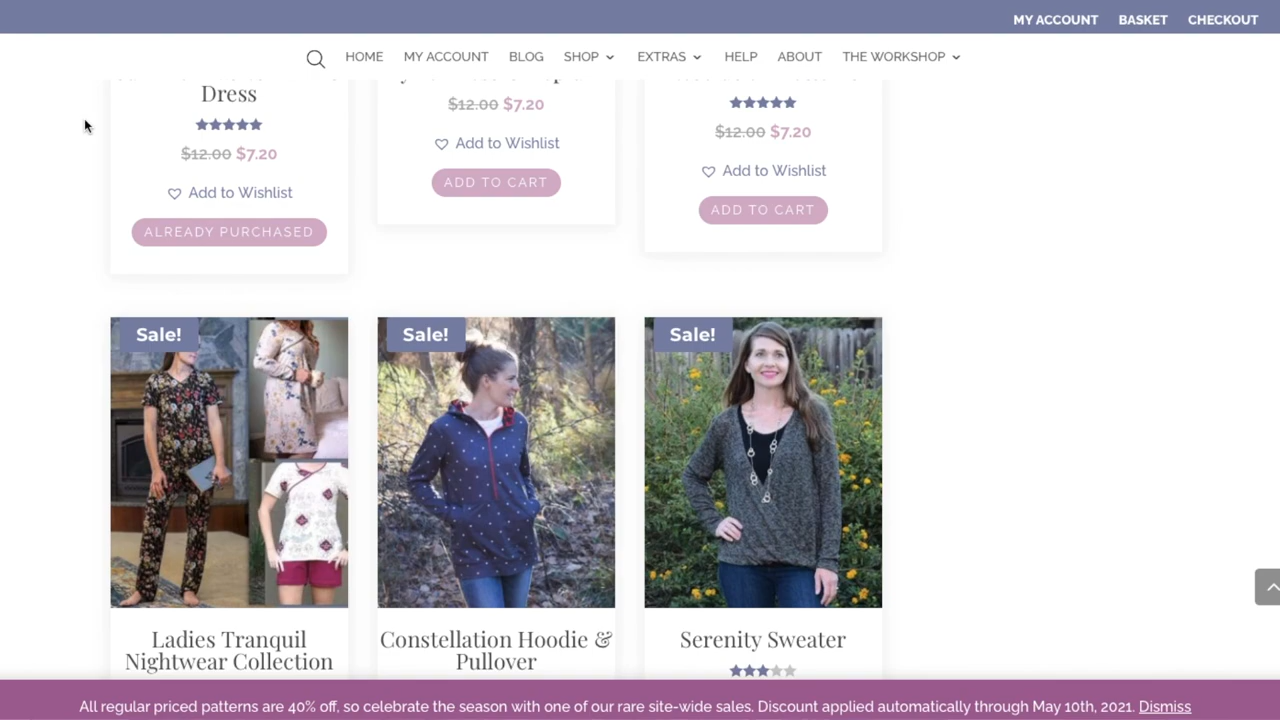 MY ACCOUNT BASKET CHECKOUT
HOME MY ACCOUNT BLOG SHOP EXTRAS HELP ABOUT THE WORKSHOP
Dress
$12.00 $7.20
Add to Wishlist
ALREADY PURCHASED
$12.00 $7.20
Add to Wishlist
ADD TO CART
$12.00 $7.20
Add to Wishlist
ADD TO CART
Sale!
Ladies Tranquil
Nightwear Collection
Sale!
Constellation Hoodie &
Pullover
Sale!
Serenity Sweater
All regular priced patterns are 40% off, so celebrate the season with one of our rare site-wide sales. Discount applied automatically through May 10th, 2021. Dismiss